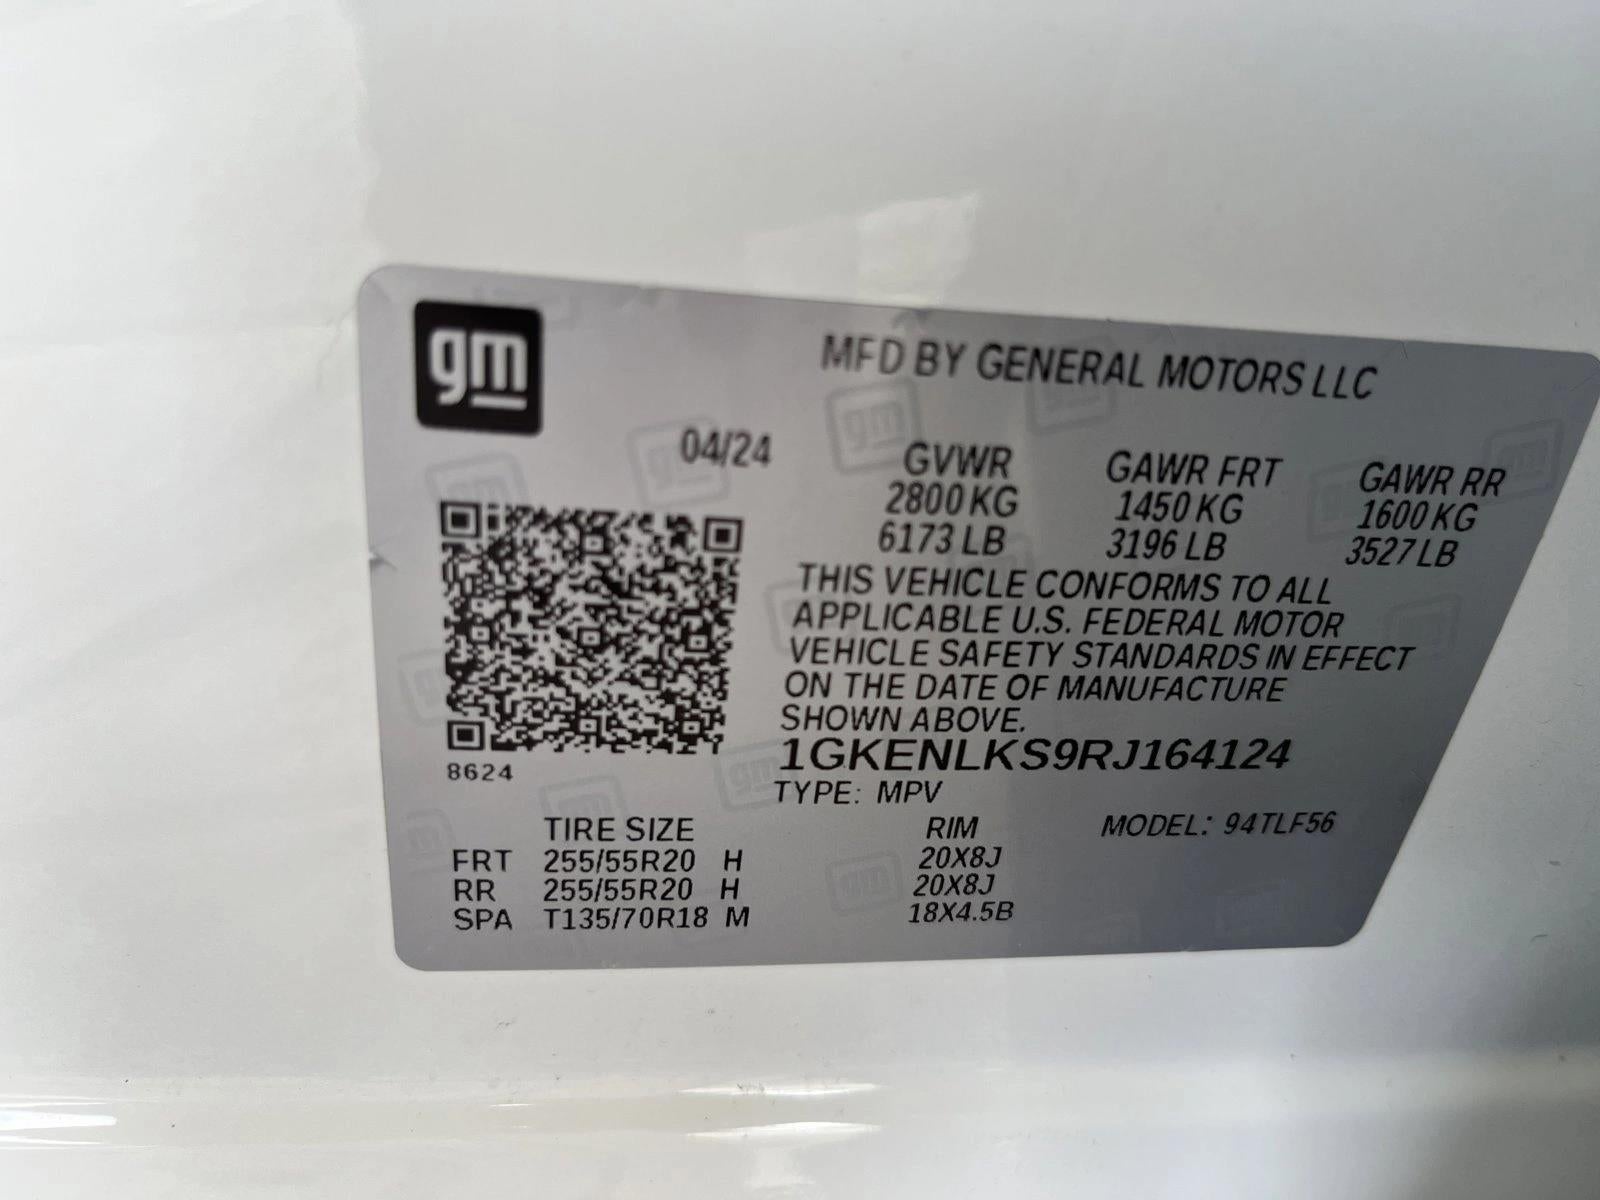 gm
MFD BY GENERAL MOTORS LLC
04/24
GVWR GAWR FRT GAWR RR
2800 KG 1450 KG 1600 KG
6173 LB 3196 LB 3527 LB
THIS VEHICLE CONFORMS TO ALL
APPLICABLE U.S. FEDERAL MOTOR
VEHICLE SAFETY STANDARDS IN EFFECT
ON THE DATE OF MANUFACTURE
SHOWN ABOVE.
1GKENLKS9RJ164124
8624
TYPE: MPV
TIRE SIZE RIM MODEL: 94TLF56
FRT 255/55R20 H 20X8J
RR 255/55R20 H 20X8J
SPA T135/70R18 M 18X4.5B